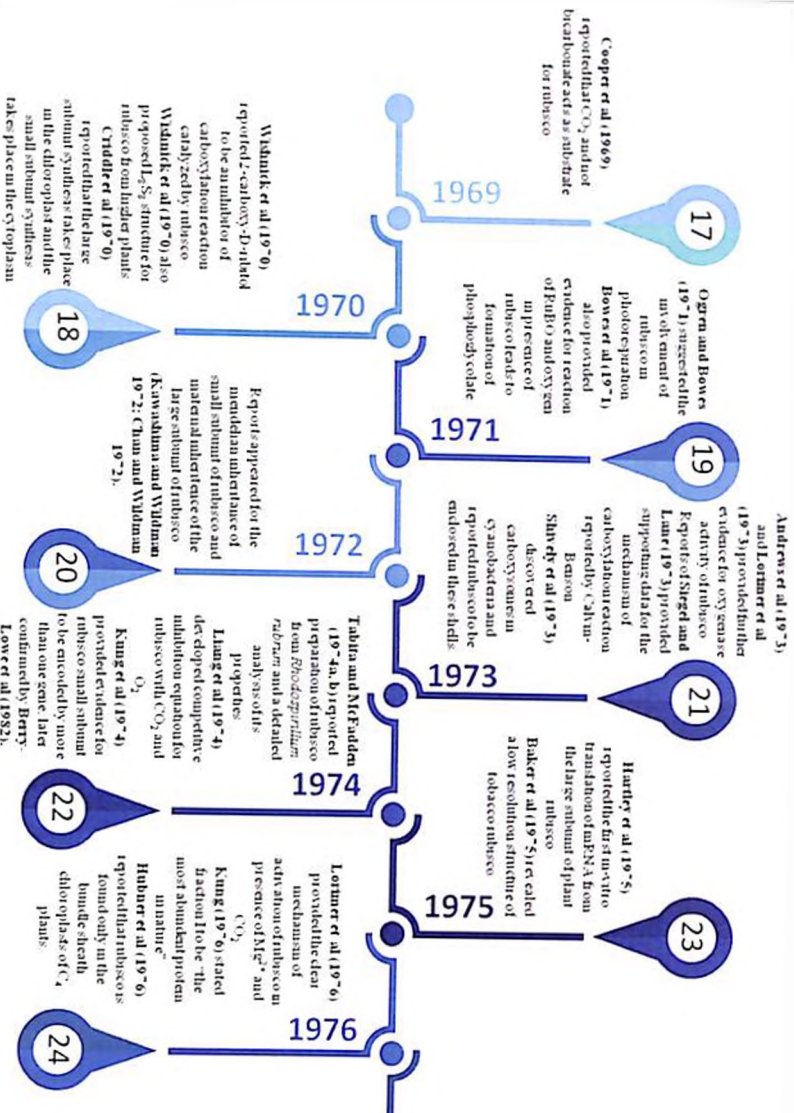 17
Cooper et al (1969)
reported that CO₂ and not
bicarbonate acts as substrate
for rubisco
1969
Wishnick et al (1970)
reported 2-carboxy-D-ribitol
to be an inhibitor of
carboxylation reaction
catalyzed by rubisco
Wishnick et al (1970) also
proposed L₈S₈ structure for
rubisco from higher plants
Criddle et al (1970)
reported that the large
subunit synthesis takes place
in the chloroplast and the
small subunit synthesis
takes place in the cytoplasm
1970
18
19
Ogren and Bowes
(1971) suggested the
involvement of
rubisco in
photorespiration
Bowes et al (1971)
also provided
evidence for reaction
of RuBO and oxygen
in presence of
rubisco leads to
formation of
phosphoglycolate
1971
Reports appeared for the
mendelian inheritance of
small subunit of rubisco and
maternal inheritence of the
large subunit of rubisco
(Kawashima and Wildman
1972; Chan and Wildman
1972).
1972
20
21
Andrews et al (1973)
and Lorimer et al
(1973) provided further
evidence for oxygenase
activity of rubisco
Reports of Siegel and
Lane (1973) provided
supporting data for the
mechanism of
carboxylation reaction
reported by Calvin-
Benson
Shively et al (1973)
discovered
carboxysomes in
cyanobacteria and
reported rubisco to be
enclosed in these shells
1973
Tabita and McFadden
(1974a, b) reported
preparation of rubisco
from Rhodospirillum
rubrum and a detailed
analysis of its
properties
Liang et al (1974)
developed competitive
inhibition equation for
rubisco with CO₂ and
O₂
Kung et al (1974)
provided evidence for
rubisco small subunit
to be encoded by more
than one gene, later
confirmed by Berry-
Lowe et al (1982).
1974
22
23
Hartley et al (1975)
reported the first in vitro
translation of mRNA from
the large subunit of plant
rubisco
Baker et al (1975) revealed
a low resolution structure of
tobacco rubisco
1975
Lorimer et al (1976)
provided the clear
mechanism of
activation of rubisco in
presence of Mg²⁺ and
CO₂
Kung (1976) stated
fraction I to be "the
most abundent protein
in nature"
Hubner et al (1976)
reported that rubisco is
found only in the
bundle sheath
chloroplasts of C₄
plants
1976
24